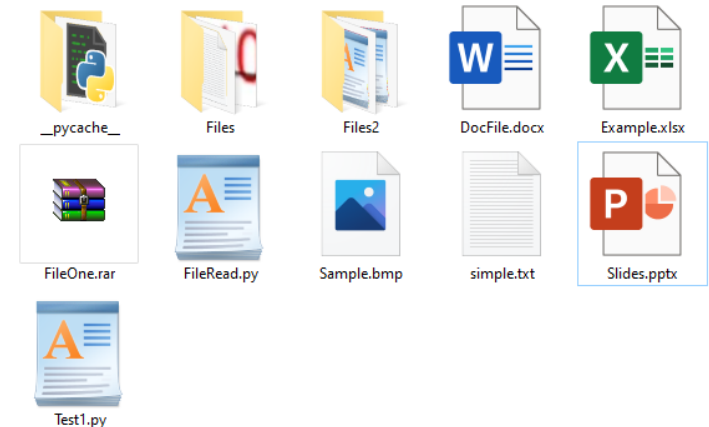 __pycache__
Files
Files2
DocFile.docx
Example.xlsx
FileOne.rar
FileRead.py
Sample.bmp
simple.txt
Slides.pptx
Test1.py